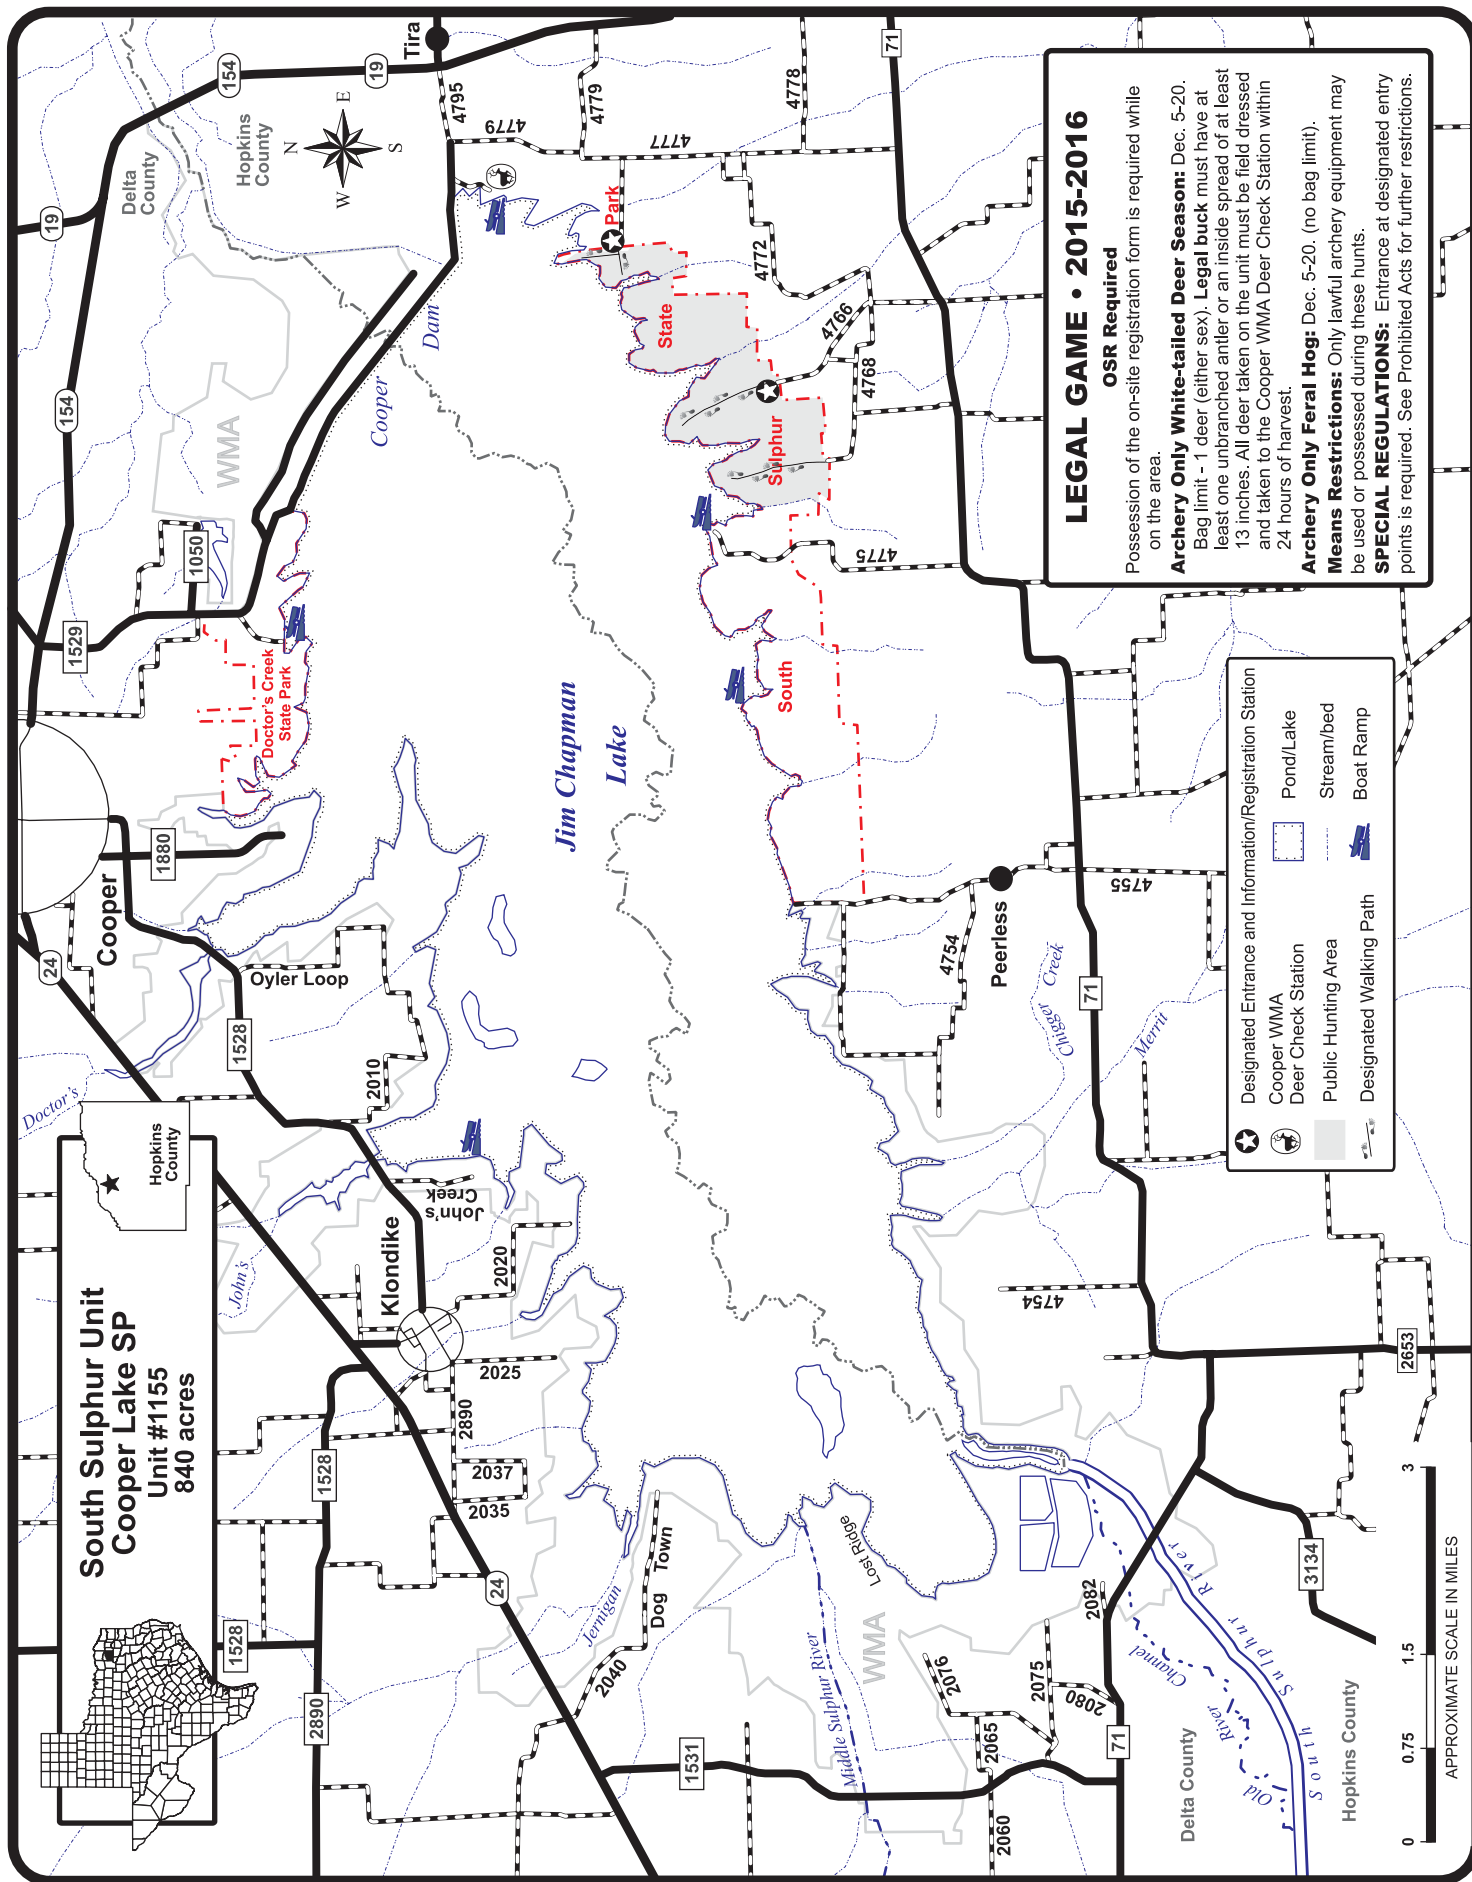 South Sulphur Unit
Cooper Lake SP
Unit #1155
840 acres
Hopkins
County
LEGAL GAME • 2015-2016
OSR Required
Possession of the on-site registration form is required while
on the area.
Archery Only White-tailed Deer Season: Dec. 5-20.
Bag limit - 1 deer (either sex). Legal buck must have at
least one unbranched antler or an inside spread of at least
13 inches. All deer taken on the unit must be field dressed
and taken to the Cooper WMA Deer Check Station within
24 hours of harvest.
Archery Only Feral Hog: Dec. 5-20. (no bag limit).
Means Restrictions: Only lawful archery equipment may
be used or possessed during these hunts.
SPECIAL REGULATIONS: Entrance at designated entry
points is required. See Prohibited Acts for further restrictions.
Designated Entrance and Information/Registration Station
Cooper WMA
Deer Check Station
Public Hunting Area
Designated Walking Path
Pond/Lake
Stream/bed
Boat Ramp
0
0.75
1.5
3
APPROXIMATE SCALE IN MILES
N
E
S
W
Delta
County
Hopkins
County
Tira
19
154
19
154
4795
4779
4779
4777
4778
71
Park
State
Sulphur
South
4772
4766
4768
4775
Cooper
Dam
WMA
1050
1529
Doctor's Creek
State Park
Jim Chapman
Lake
1880
Cooper
24
Oyler Loop
1528
2010
Doctor's
John's
John's
Creek
Klondike
2020
2025
2890
2037
2035
1528
1528
2890
24
Jernigan
Dog Town
2040
1531
Middle Sulphur River
Lost Ridge
WMA
2076
2075
2065
2080
2082
2060
71
Peerless
4755
4754
Chigger Creek
Merrit
71
4754
2653
3134
Old River Channel
South Sulphur River
Delta County
Hopkins County